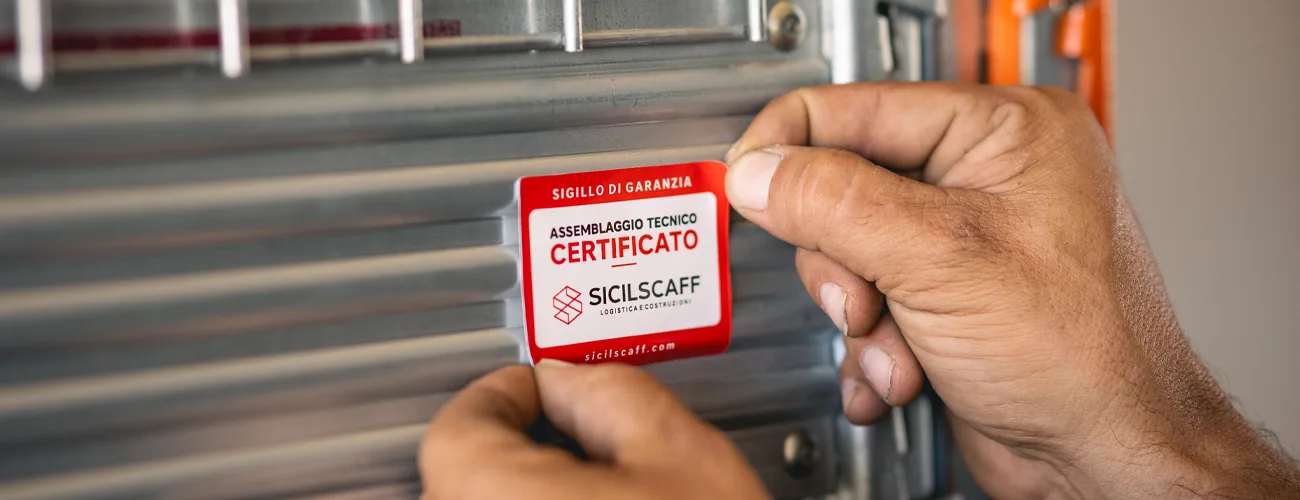 SIGILLO DI GARANZIA
ASSEMBLAGGIO TECNICO
CERTIFICATO
SICILSCAFF
LOGISTICA E COSTRUZIONI
sicilscaff.com